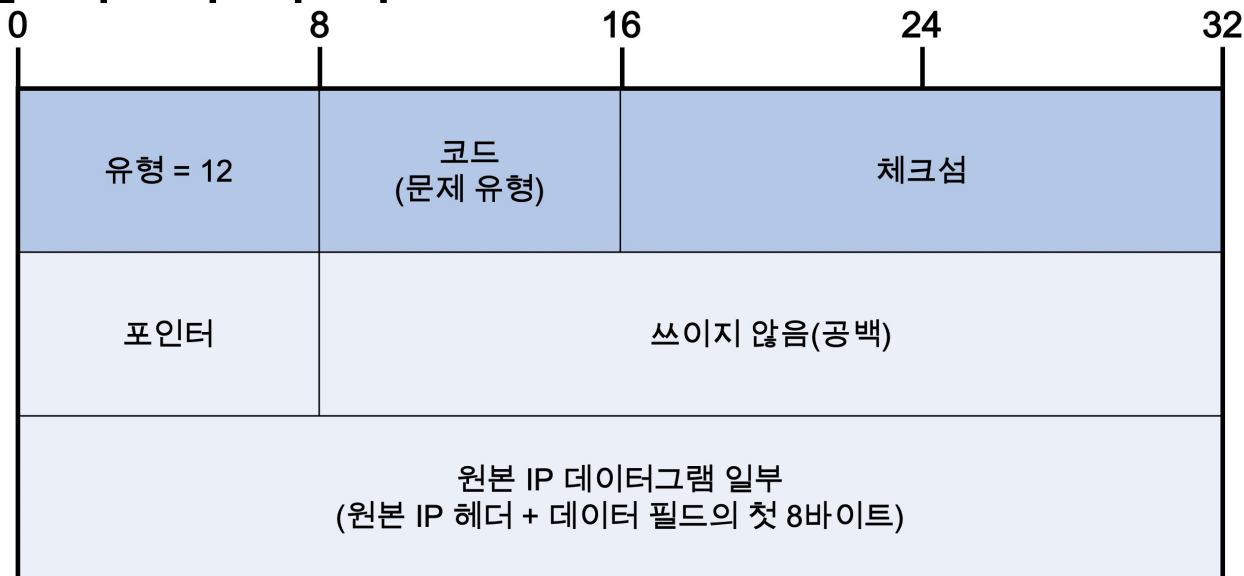 0 8 16 24 32
유형 = 12
코드
(문제 유형)
체크섬
포인터
쓰이지 않음(공백)
원본 IP 데이터그램 일부
(원본 IP 헤더 + 데이터 필드의 첫 8바이트)